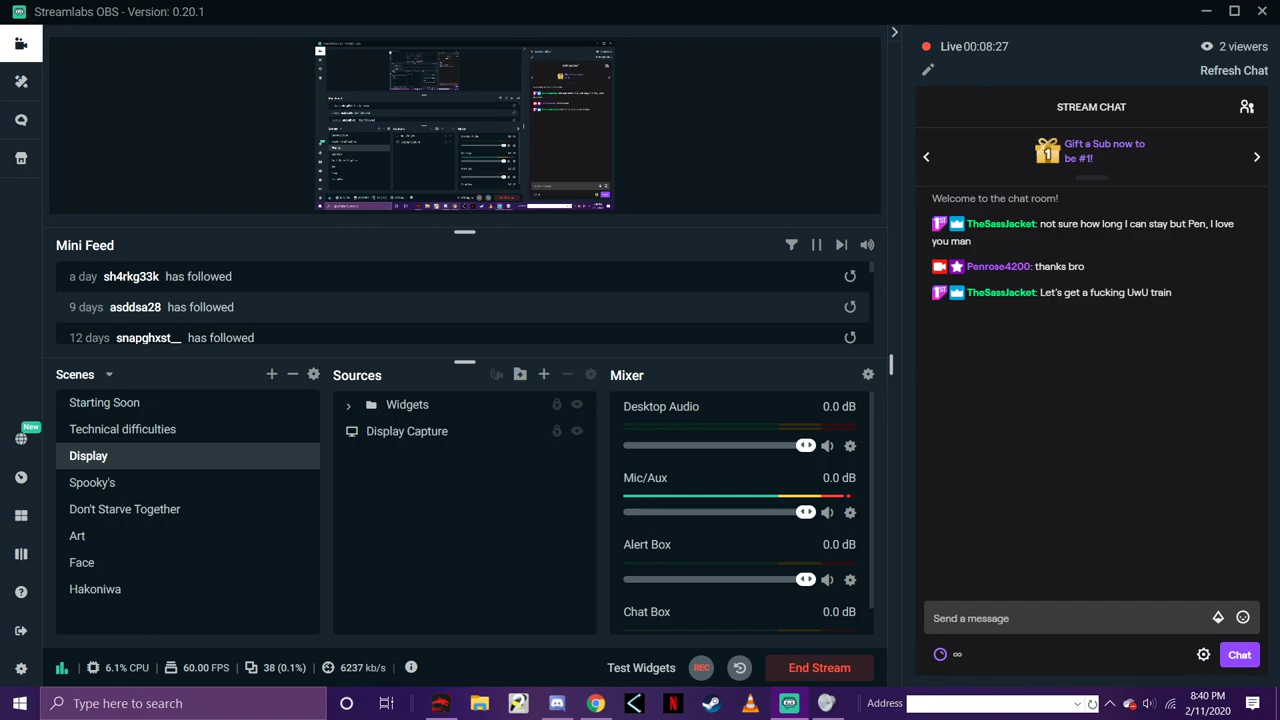 Streamlabs OBS - Version: 0.20.1
Live 00:08:27
2 viewers
Refresh Chat
STREAM CHAT
1
Gift a Sub now to
be #1!
Welcome to the chat room!
1ST TheSassJacket: not sure how long I can stay but Pen, I love
you man
Penrose4200: thanks bro
1ST TheSassJacket: Let's get a fucking UwU train
Send a message
Chat
Mini Feed
a day sh4rkg33k has followed
9 days asddsa28 has followed
12 days snapghxst__ has followed
Scenes
Starting Soon
Technical difficulties
Display
Spooky's
Don't Starve Together
Art
Face
Hakoniwa
Sources
Widgets
Display Capture
Mixer
Desktop Audio 0.0 dB
Mic/Aux 0.0 dB
Alert Box 0.0 dB
Chat Box 0.0 dB
New
6.1% CPU
60.00 FPS
38 (0.1%)
6237 kb/s
Test Widgets
REC
End Stream
Type here to search
Address
8:40 PM
2/11/2020